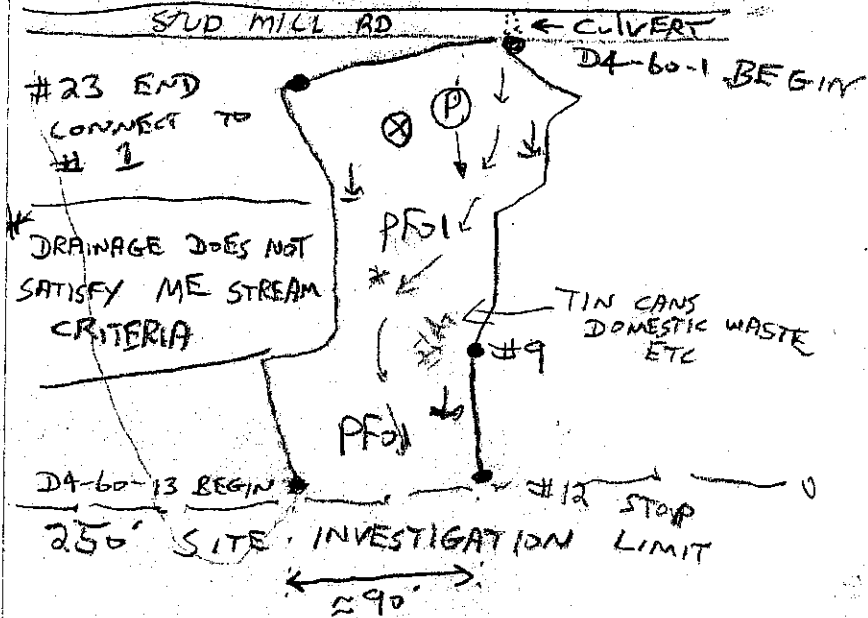 STUD MILL RD
← CULVERT
D4-60-1 BEGIN
#23 END
CONNECT TO
# 1
P
PFO1
* DRAINAGE DOES NOT
SATISFY ME STREAM
CRITERIA
*
TIN CANS
DOMESTIC WASTE
ETC
#9
PFO1
D4-60-13 BEGIN
#12 STOP
250' SITE INVESTIGATION LIMIT
≈90'